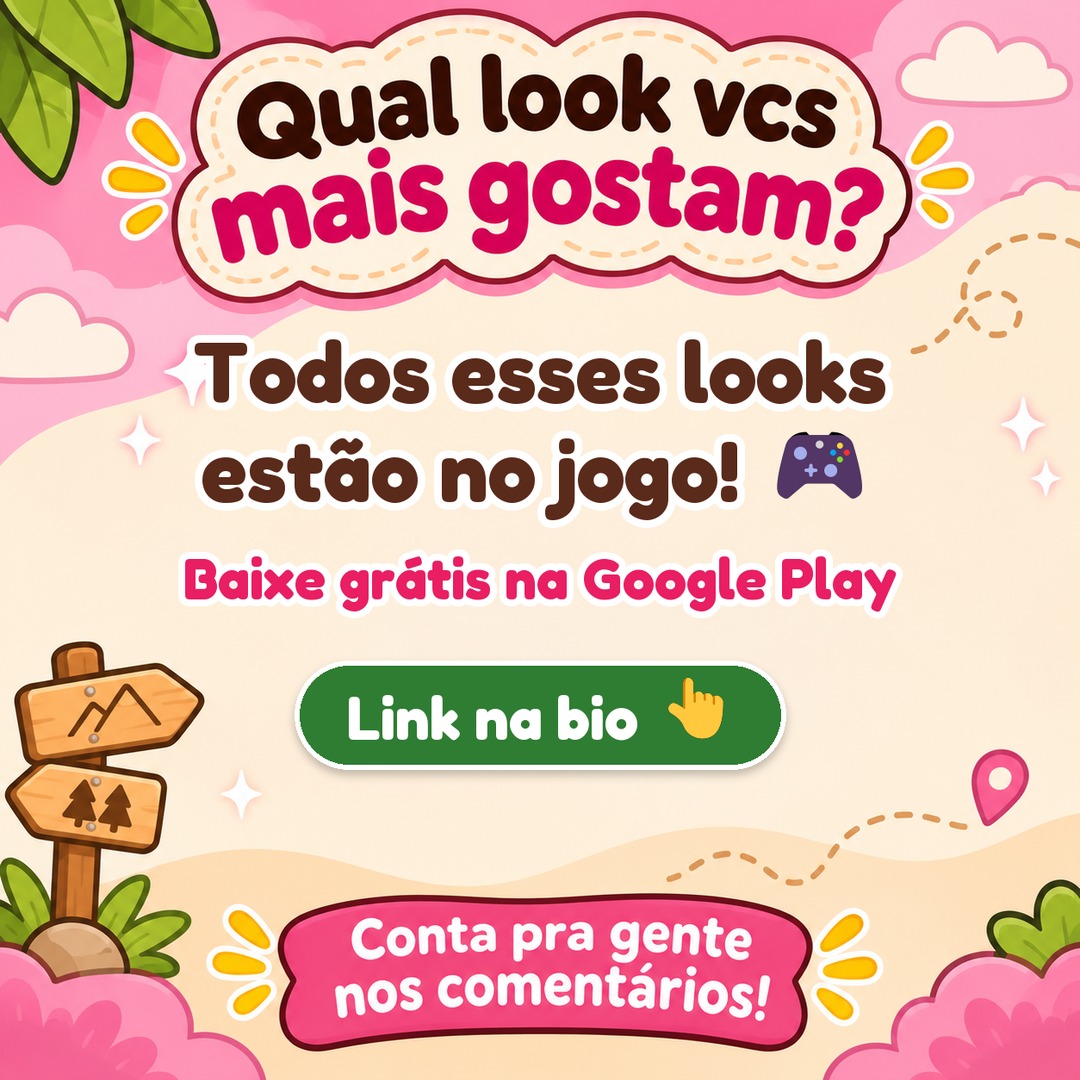 Qual look vcs
mais gostam?
Todos esses looks
estão no jogo! 🎮
Baixe grátis na Google Play
Link na bio 👆
Conta pra gente
nos comentários!